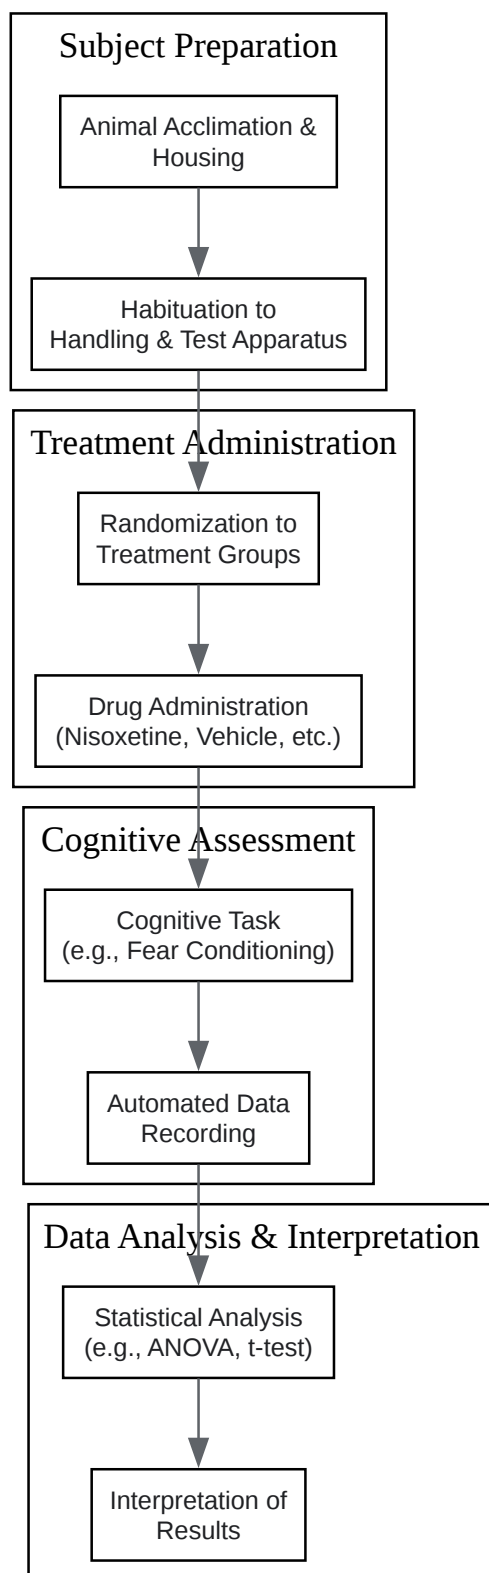 Subject Preparation
Animal Acclimation &
Housing
Habituation to
Handling & Test Apparatus
Treatment Administration
Randomization to
Treatment Groups
Drug Administration
(Nisoxetine, Vehicle, etc.)
Cognitive Assessment
Cognitive Task
(e.g., Fear Conditioning)
Automated Data
Recording
Data Analysis & Interpretation
Statistical Analysis
(e.g., ANOVA, t-test)
Interpretation of
Results